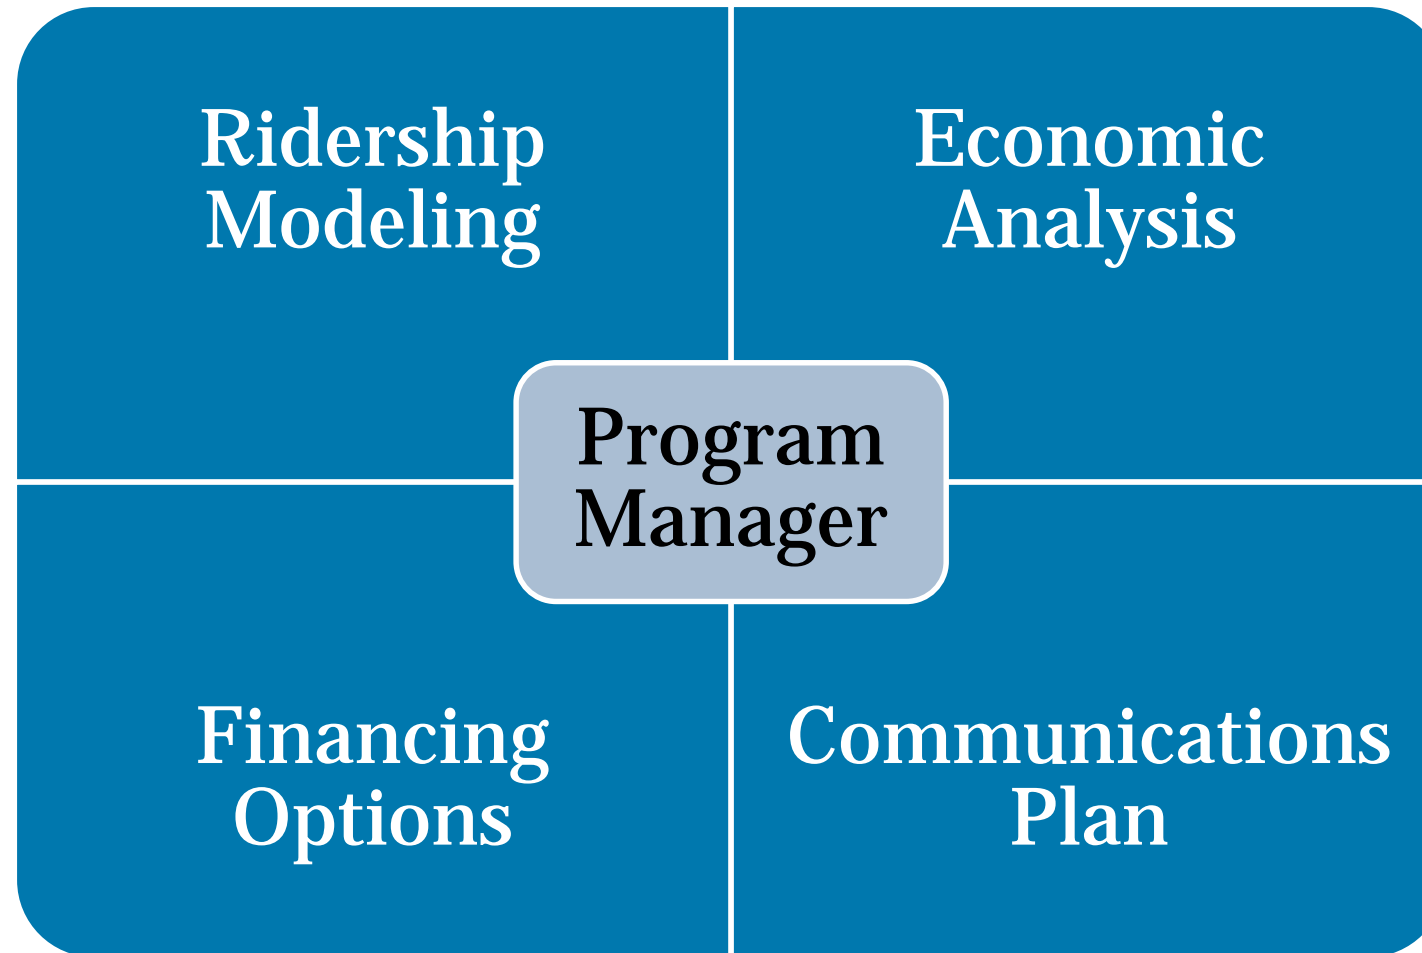 Ridership
Modeling
Economic
Analysis
Program
Manager
Financing
Options
Communications
Plan